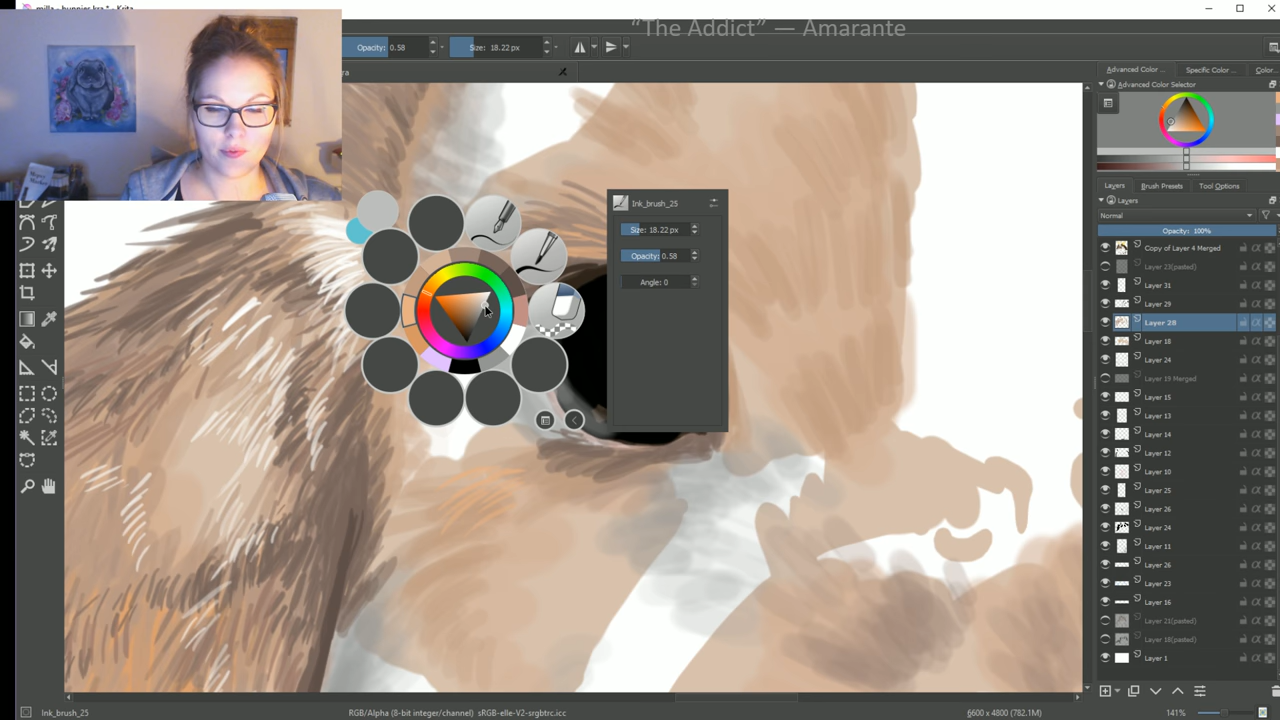 milla - bunnies.kra * - Krita
"The Addict" — Amarante
Opacity: 0.58
Size: 18.22 px
ra
Advanced Color ...
Specific Color ...
Color...
Advanced Color Selector
Ink_brush_25
Size: 18.22 px
Opacity: 0.58
Angle: 0
Layers
Brush Presets
Tool Options
Layers
Normal
Opacity: 100%
Copy of Layer 4 Merged
Layer 23(pasted)
Layer 31
Layer 29
Layer 28
Layer 18
Layer 24
Layer 19 Merged
Layer 15
Layer 13
Layer 14
Layer 12
Layer 10
Layer 25
Layer 26
Layer 24
Layer 11
Layer 26
Layer 23
Layer 16
Layer 21(pasted)
Layer 18(pasted)
Layer 1
Ink_brush_25
RGB/Alpha (8-bit integer/channel) sRGB-elle-V2-srgbtrc.icc
6600 x 4800 (782.1M)
141%